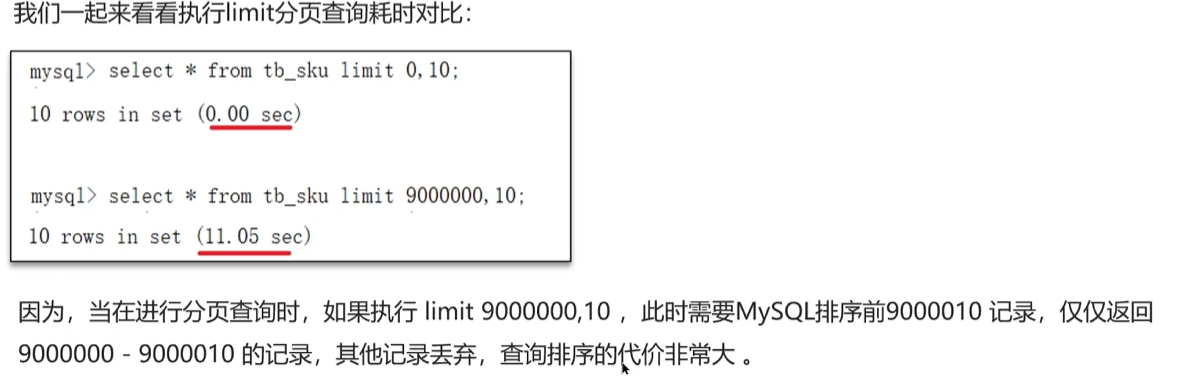 我们一起来看看执行limit分页查询耗时对比：
mysql> select * from tb_sku limit 0,10;
10 rows in set (0.00 sec)
mysql> select * from tb_sku limit 9000000,10;
10 rows in set (11.05 sec)
因为，当在进行分页查询时，如果执行 limit 9000000,10 ，此时需要MySQL排序前9000010 记录，仅仅返回
9000000 - 9000010 的记录，其他记录丢弃，查询排序的代价非常大 。